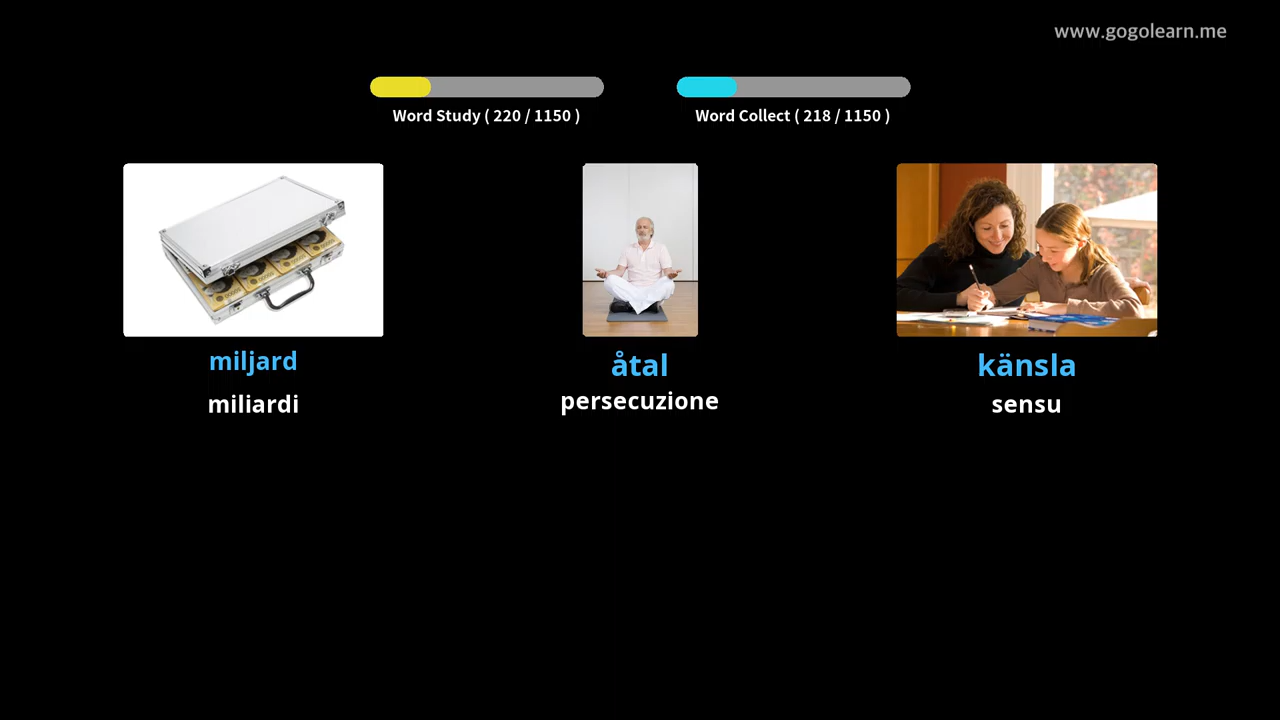 www.gogolearn.me
Word Study ( 220 / 1150 )
Word Collect ( 218 / 1150 )
miljard
åtal
känsla
miliardi
persecuzione
sensu